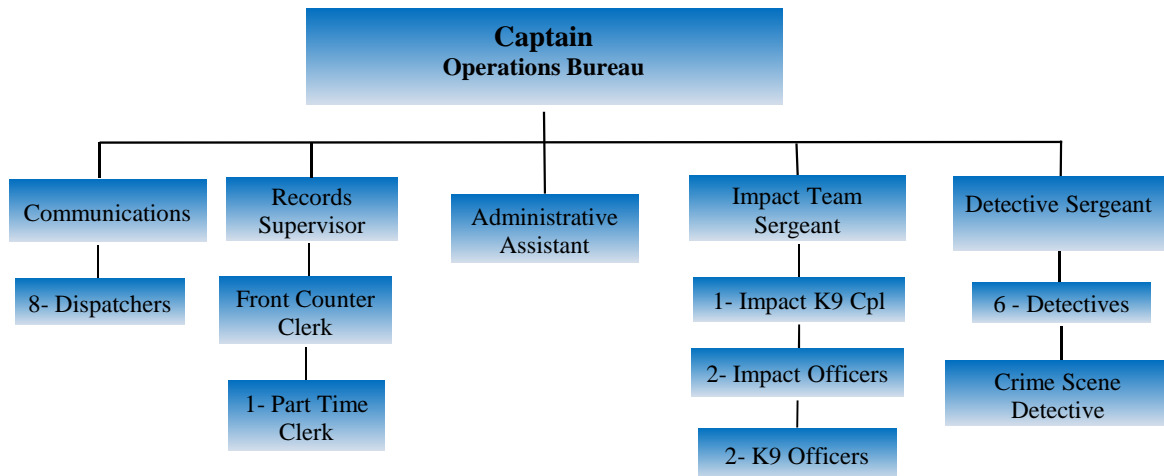 Captain
Operations Bureau
Communications
8- Dispatchers
Records
Supervisor
Front Counter
Clerk
1- Part Time
Clerk
Administrative
Assistant
Impact Team
Sergeant
1- Impact K9 Cpl
2- Impact Officers
2- K9 Officers
Detective Sergeant
6 - Detectives
Crime Scene
Detective